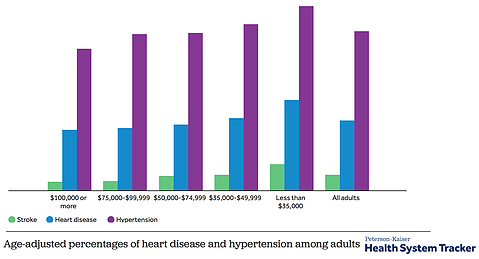 $100,000 or more
$75,000-$99,999
$50,000-$74,999
$35,000-$49,999
Less than $35,000
All adults
Stroke
Heart disease
Hypertension
Age-adjusted percentages of heart disease and hypertension among adults
Peterson-Kaiser
Health System Tracker